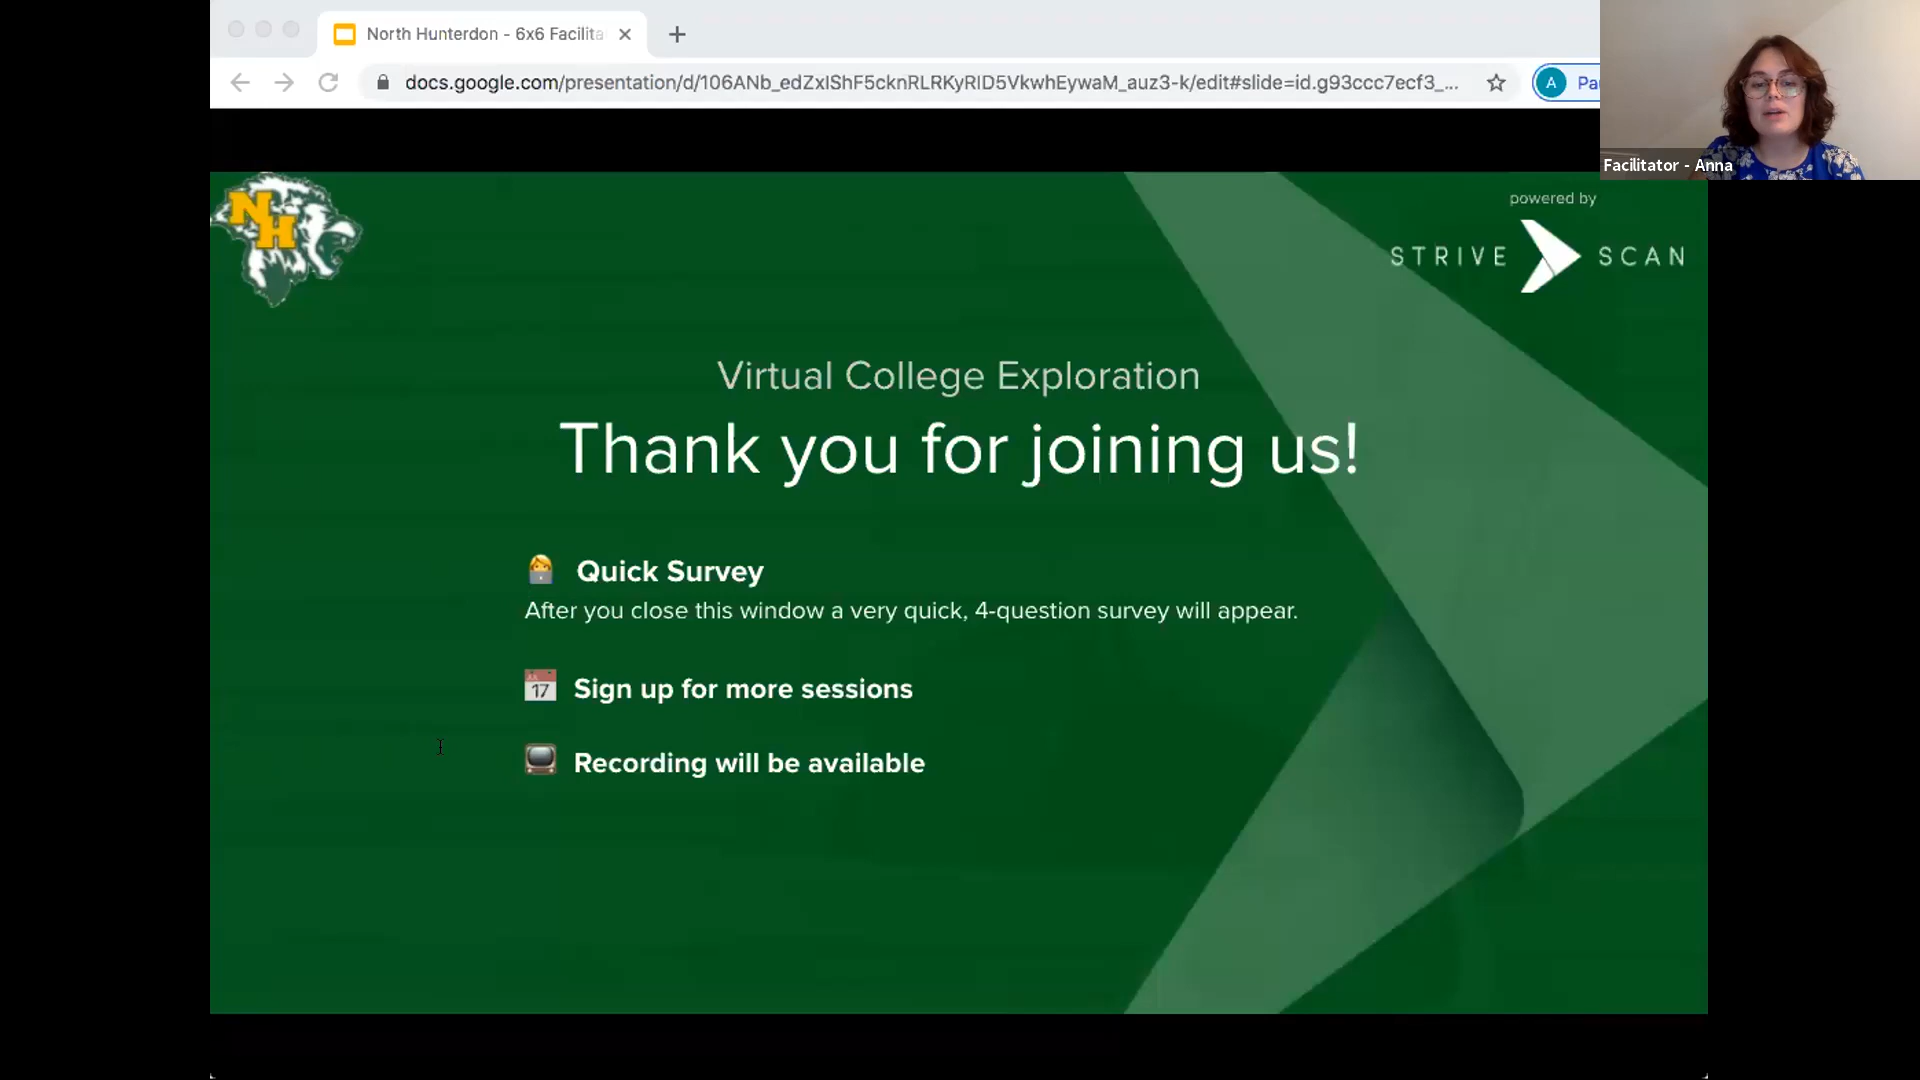 North Hunterdon - 6x6 Facilita
docs.google.com/presentation/d/106ANb_edZxIShF5cknRLRKyRID5VkwhEywaM_auz3-k/edit#slide=id.g93ccc7ecf3_...
A Pa
Facilitator - Anna
NH
powered by
STRIVE SCAN
Virtual College Exploration
Thank you for joining us!
Quick Survey
After you close this window a very quick, 4-question survey will appear.
17 Sign up for more sessions
Recording will be available